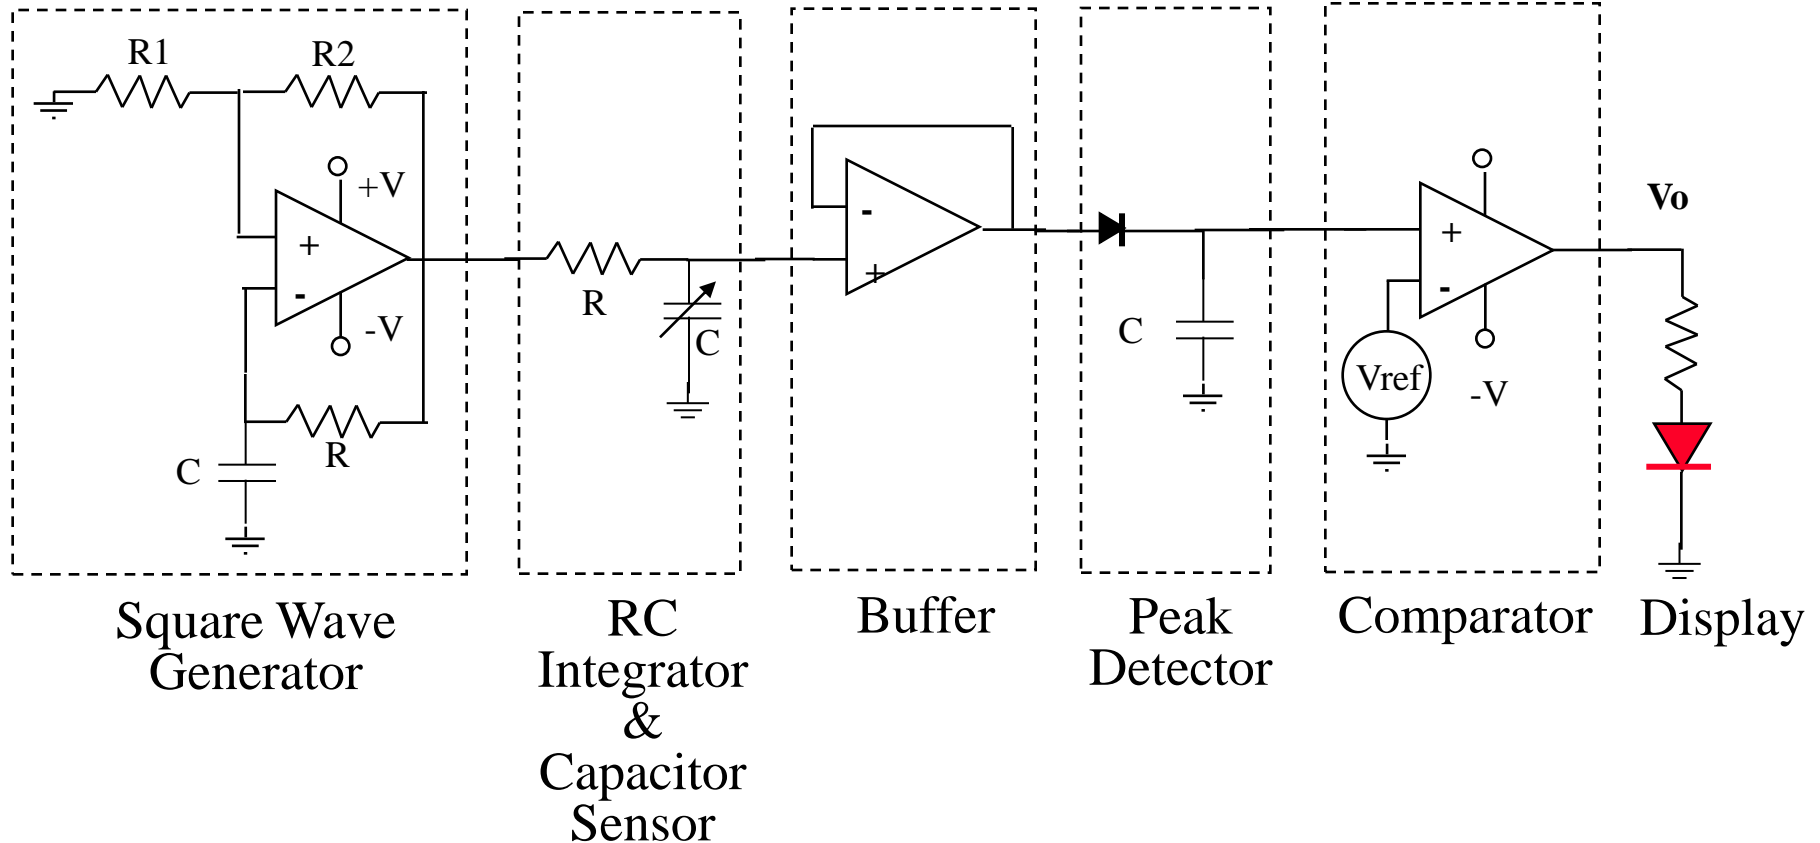 R1
R2
+V
+
-
-V
R
C
R
C
-
+
C
+
-
Vref
-V
Vo
Square Wave
Generator
RC
Integrator
&
Capacitor
Sensor
Buffer
Peak
Detector
Comparator
Display